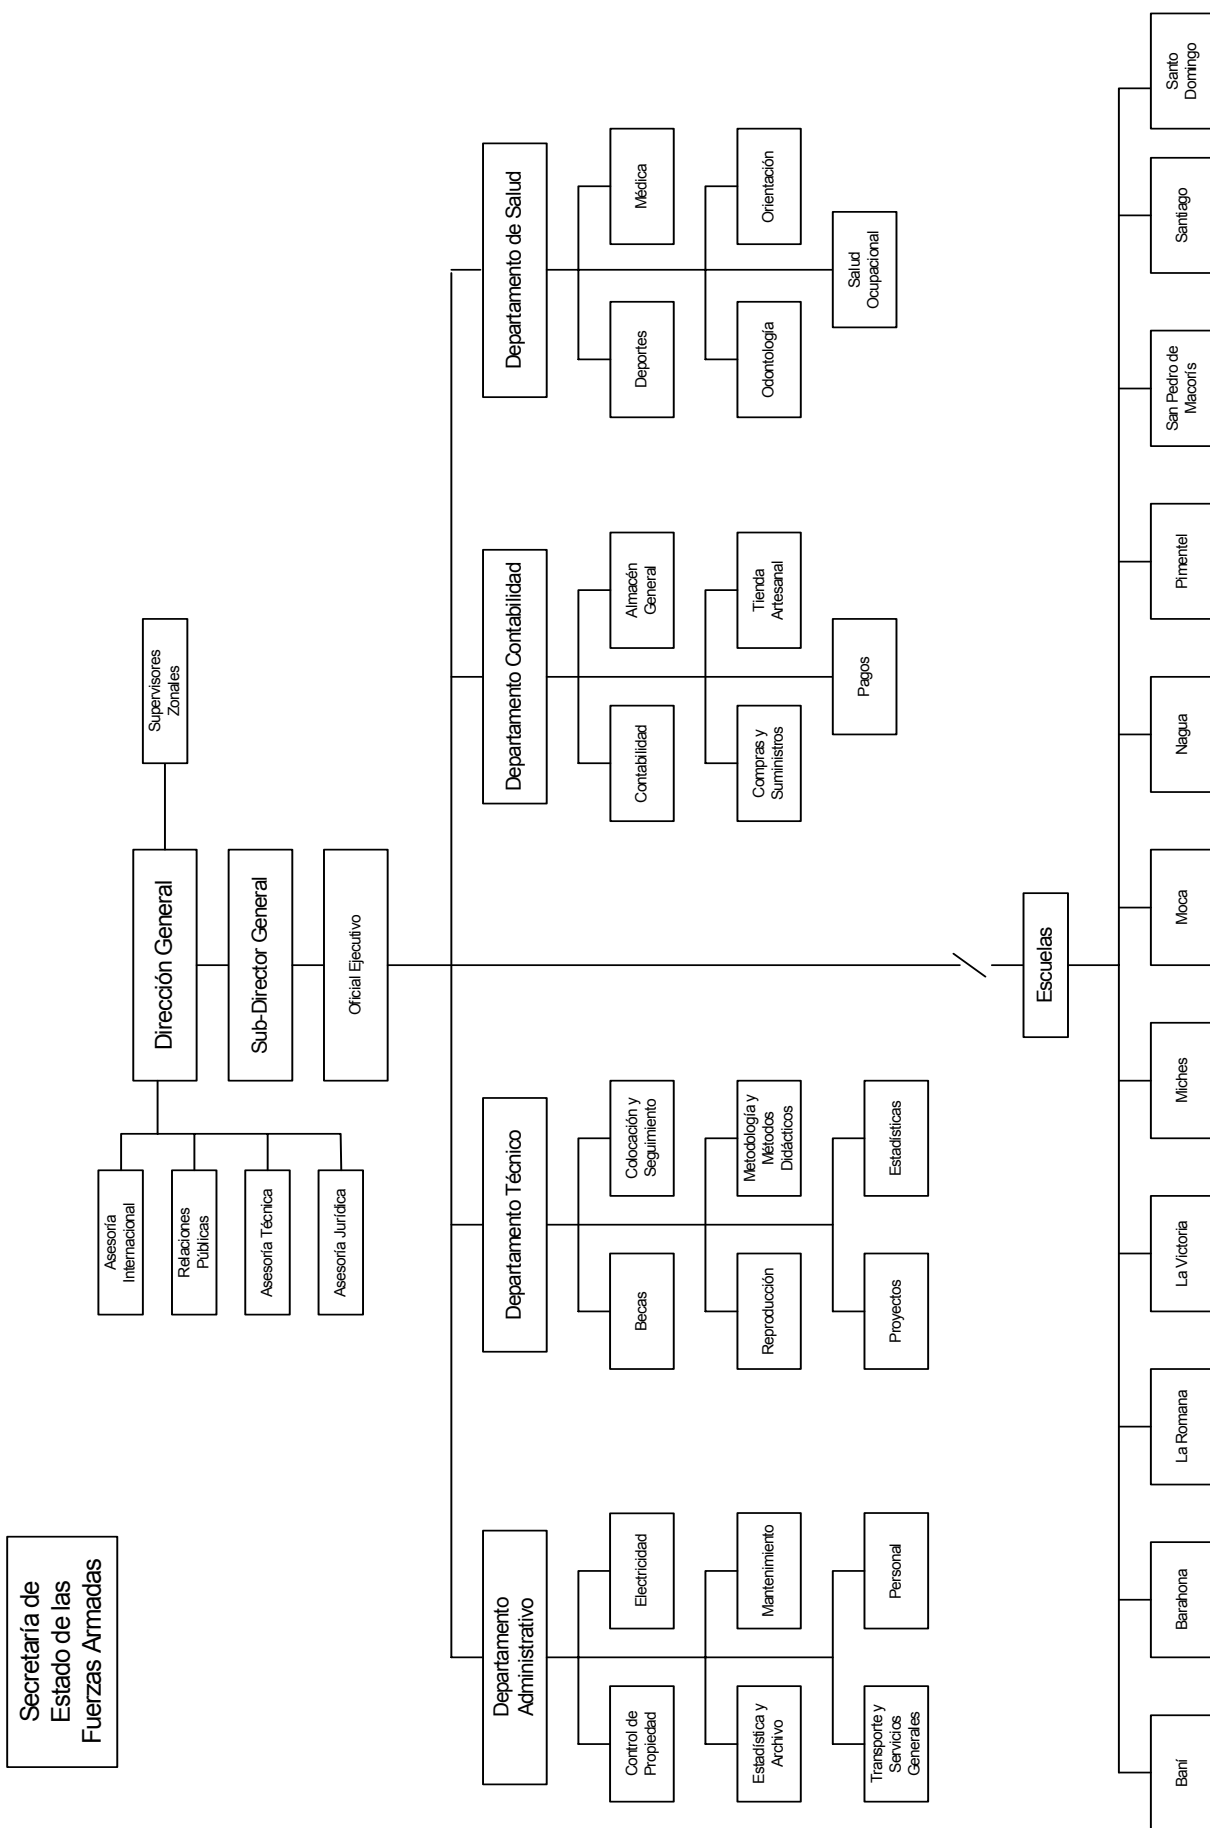 Secretaría de
Estado de las
Fuerzas Armadas
Dirección General
Supervisores
Zonales
Sub-Director General
Oficial Ejecutivo
Asesoría
Internacional
Relaciones
Públicas
Asesoría Técnica
Asesoría Jurídica
Departamento
Administrativo
Control de
Propiedad
Electricidad
Estadística y
Archivo
Mantenimiento
Transporte y
Servicios
Generales
Personal
Departamento Técnico
Becas
Colocación y
Seguimiento
Reproducción
Metodología y
Métodos
Didácticos
Proyectos
Estadísticas
Departamento Contabilidad
Contabilidad
Almacén
General
Compras y
Suministros
Tienda
Artesanal
Pagos
Departamento de Salud
Deportes
Médica
Odontología
Orientación
Salud
Ocupacional
Escuelas
Baní
Barahona
La Romana
La Victoria
Miches
Moca
Nagua
Pimentel
San Pedro de
Macorís
Santiago
Santo
Domingo